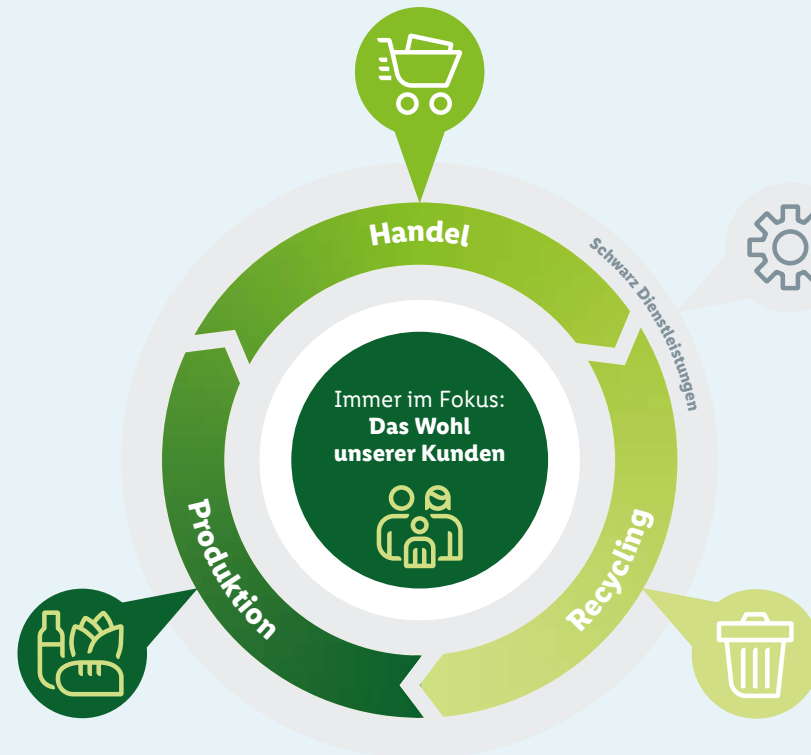 Handel
Schwarz Dienstleistungen
Immer im Fokus:
Das Wohl
unserer Kunden
Produktion
Recycling